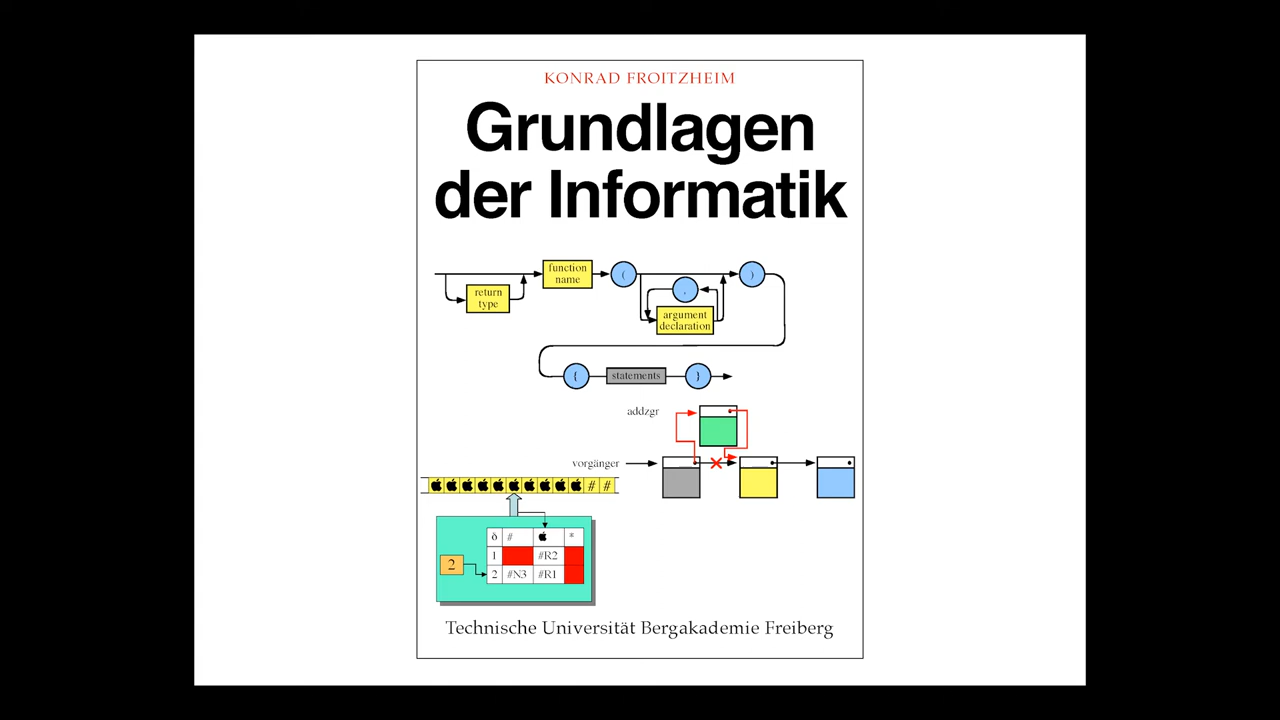 KONRAD FROITZHEIM
Grundlagen
der Informatik
function
name
(
)
return
type
,
argument
declaration
{
statements
}
addzgr
vorgänger
# #
δ # *
1 #R2
2
2 #N3 #R1
Technische Universität Bergakademie Freiberg